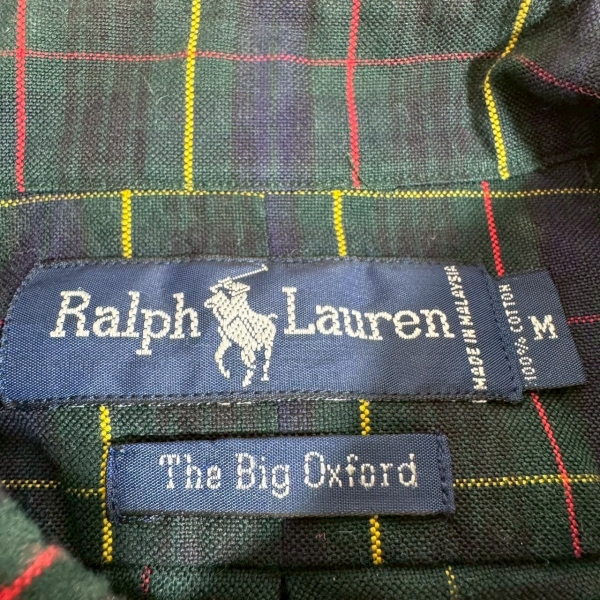 Ralph Lauren
MADE IN MALAYSIA
100% COTTON
M
The Big Oxford